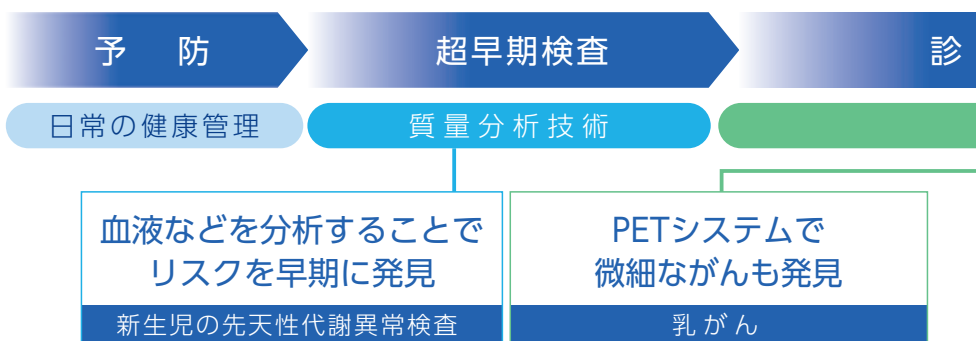 予防
超早期検査
診
日常の健康管理
質量分析技術
血液などを分析することで
リスクを早期に発見
新生児の先天性代謝異常検査
PETシステムで
微細ながんも発見
乳がん